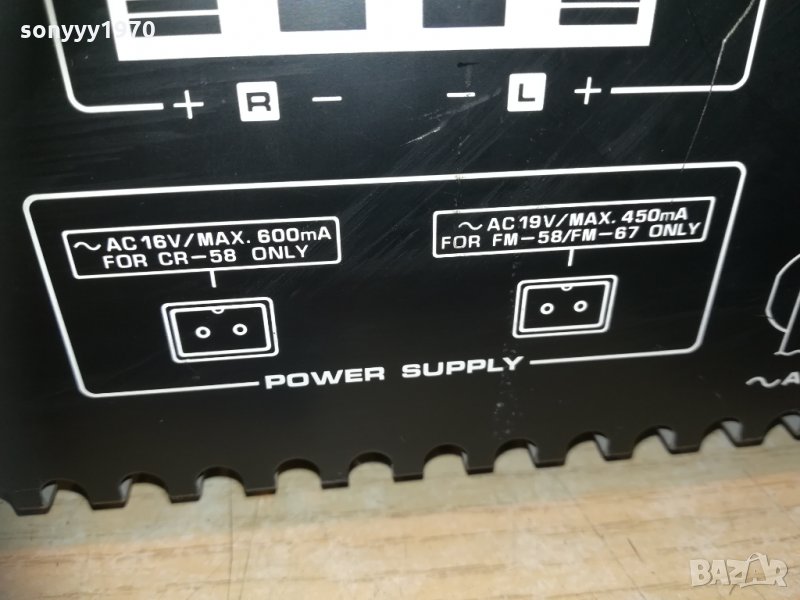 sonyyy1970
+ R − − L +
~ AC 16V/MAX. 600mA
FOR CR-58 ONLY
~ AC 19V/MAX. 450mA
FOR FM-58/FM-67 ONLY
POWER SUPPLY
~A
BAZAR